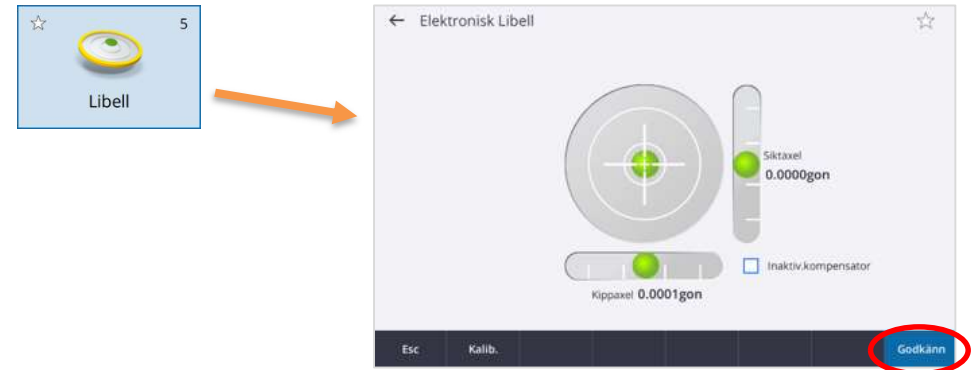 5
Libell
← Elektronisk Libell
Siktaxel
0.0000gon
Inaktiv.kompensator
Kippaxel 0.0001gon
Esc Kalib. Godkänn